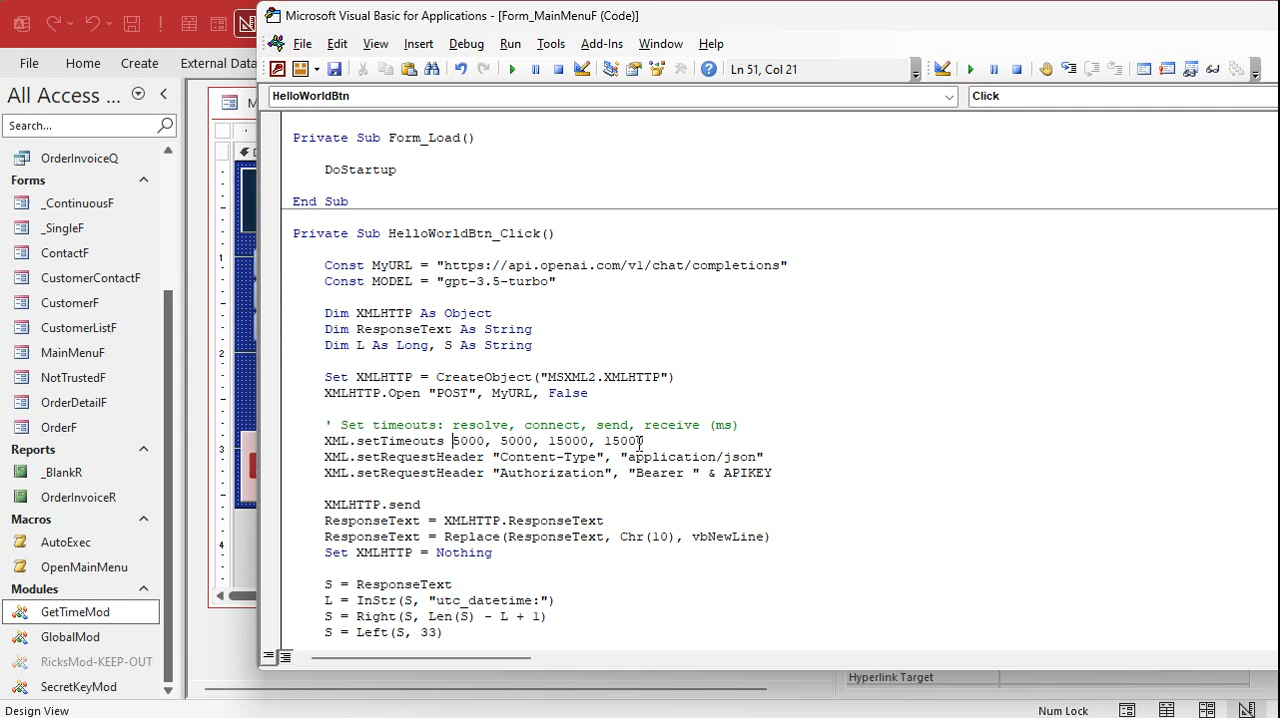 Microsoft Visual Basic for Applications - [Form_MainMenuF (Code)]
File Edit View Insert Debug Run Tools Add-Ins Window Help
Ln 51, Col 21
HelloWorldBtn
Click
File Home Create External Data
All Access ...
Search...
OrderInvoiceQ
Forms
_ContinuousF
_SingleF
ContactF
CustomerContactF
CustomerF
CustomerListF
MainMenuF
NotTrustedF
OrderDetailF
OrderF
Reports
_BlankR
OrderInvoiceR
Macros
AutoExec
OpenMainMenu
Modules
GetTimeMod
GlobalMod
RicksMod-KEEP-OUT
SecretKeyMod
M
1
2
4
Private Sub Form_Load()
DoStartup
End Sub
Private Sub HelloWorldBtn_Click()
Const MyURL = "https://api.openai.com/v1/chat/completions"
Const MODEL = "gpt-3.5-turbo"
Dim XMLHTTP As Object
Dim ResponseText As String
Dim L As Long, S As String
Set XMLHTTP = CreateObject("MSXML2.XMLHTTP")
XMLHTTP.Open "POST", MyURL, False
' Set timeouts: resolve, connect, send, receive (ms)
XML.setTimeouts 5000, 5000, 15000, 15000
XML.setRequestHeader "Content-Type", "application/json"
XML.setRequestHeader "Authorization", "Bearer " & APIKEY
XMLHTTP.send
ResponseText = XMLHTTP.ResponseText
ResponseText = Replace(ResponseText, Chr(10), vbNewLine)
Set XMLHTTP = Nothing
S = ResponseText
L = InStr(S, "utc_datetime:")
S = Right(S, Len(S) - L + 1)
S = Left(S, 33)
Hyperlink Target
Design View
Num Lock